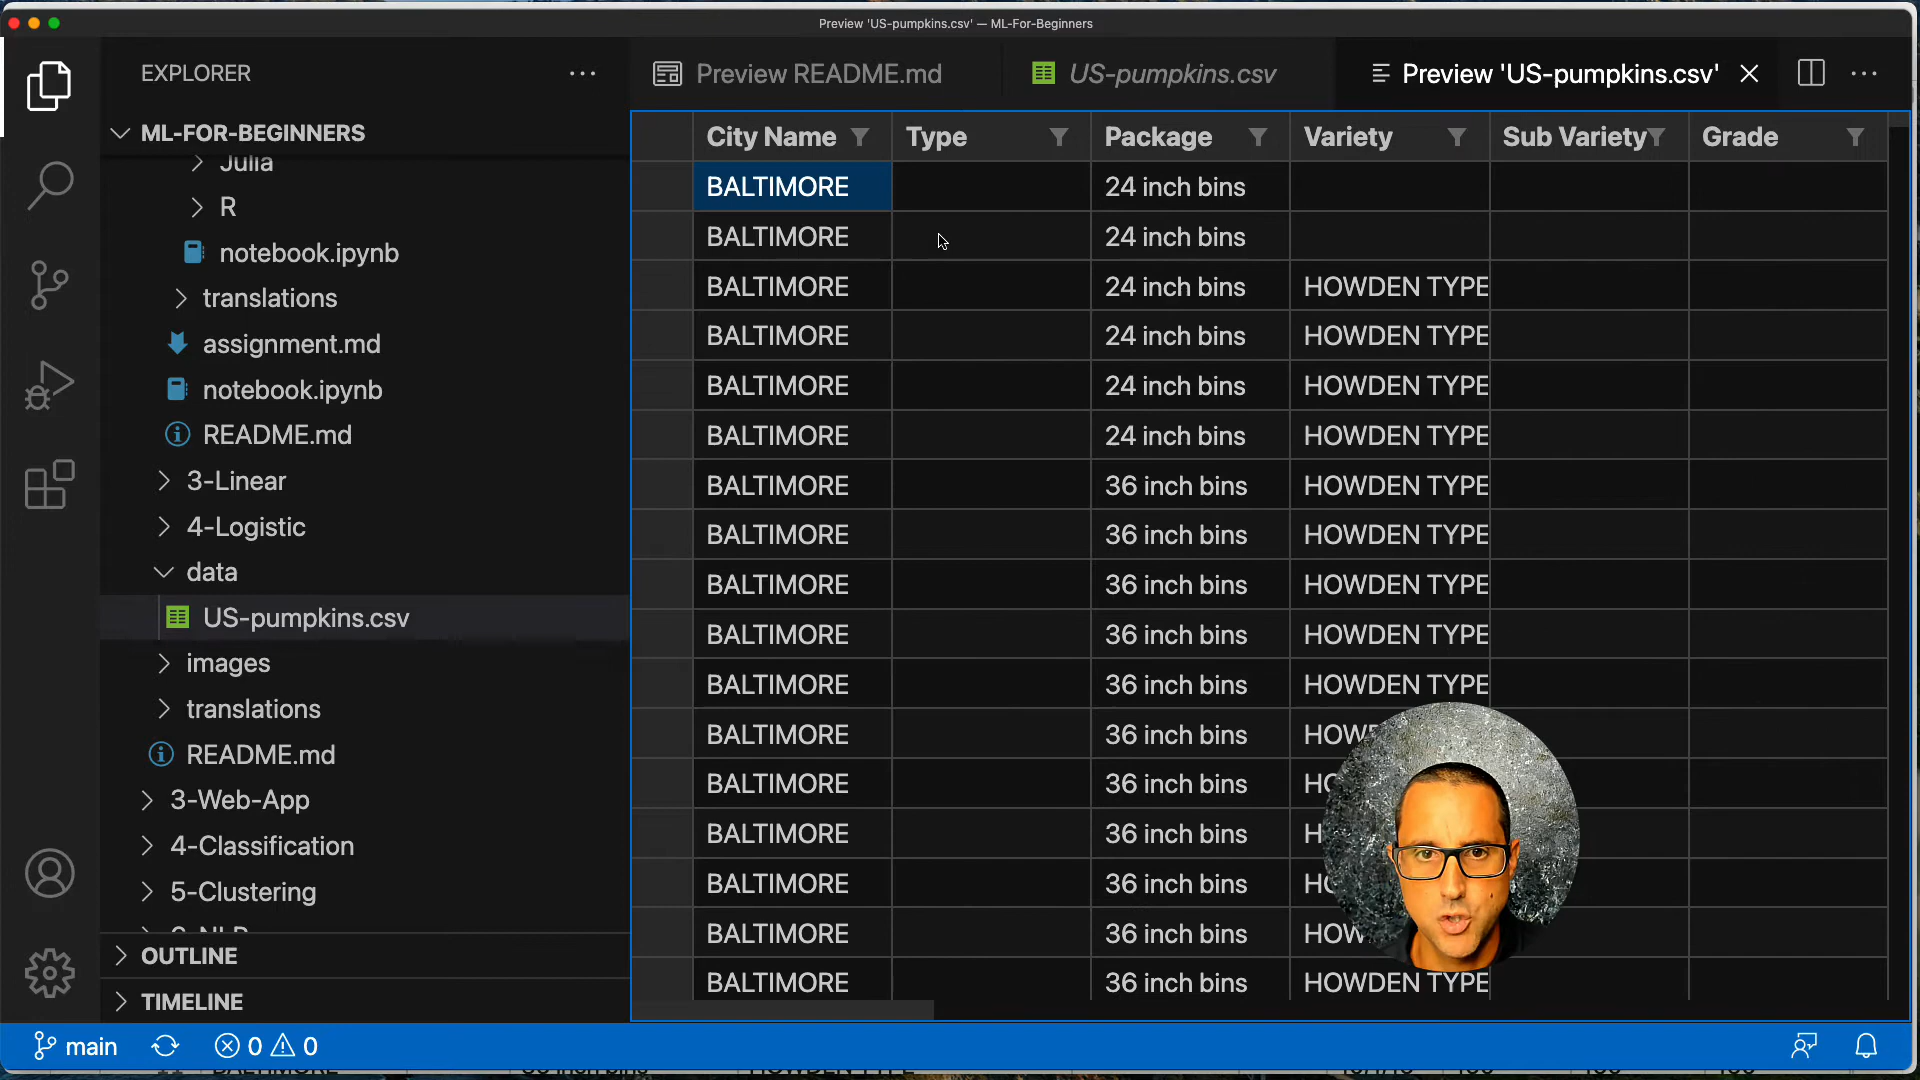 Preview 'US-pumpkins.csv' — ML-For-Beginners
EXPLORER
Preview README.md
US-pumpkins.csv
Preview 'US-pumpkins.csv'
ML-FOR-BEGINNERS
Julia
R
notebook.ipynb
translations
assignment.md
notebook.ipynb
README.md
3-Linear
4-Logistic
data
US-pumpkins.csv
images
translations
README.md
3-Web-App
4-Classification
5-Clustering
OUTLINE
TIMELINE
City Name Type Package Variety Sub Variety Grade
BALTIMORE 24 inch bins
BALTIMORE 24 inch bins
BALTIMORE 24 inch bins HOWDEN TYPE
BALTIMORE 24 inch bins HOWDEN TYPE
BALTIMORE 24 inch bins HOWDEN TYPE
BALTIMORE 24 inch bins HOWDEN TYPE
BALTIMORE 36 inch bins HOWDEN TYPE
BALTIMORE 36 inch bins HOWDEN TYPE
BALTIMORE 36 inch bins HOWDEN TYPE
BALTIMORE 36 inch bins HOWDEN TYPE
BALTIMORE 36 inch bins HOWDEN TYPE
BALTIMORE 36 inch bins
BALTIMORE 36 inch bins
BALTIMORE 36 inch bins
BALTIMORE 36 inch bins
BALTIMORE 36 inch bins
BALTIMORE 36 inch bins HOWDEN TYPE
main 0 0